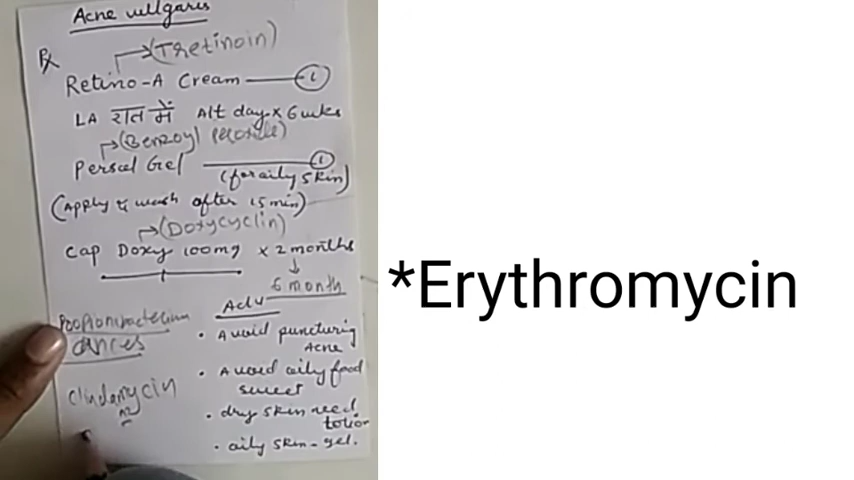 Acne vulgaris
Rx
(Tretinoin)
Retino-A Cream — 1
LA रात में Alt day x 6 wks
(Benzoyl
Persol Gel — 1
(for oily skin)
(Apply & wash after 15 min)
(Doxycyclin)
Cap Doxy 100mg x 2 months
6 month
Propionibacterium
acnes
Clindamycin
Adv
• Avoid puncturing
Acne
• Avoid oily food
sweet
• dry skin need
lotion
• oily skin - gel.
*Erythromycin